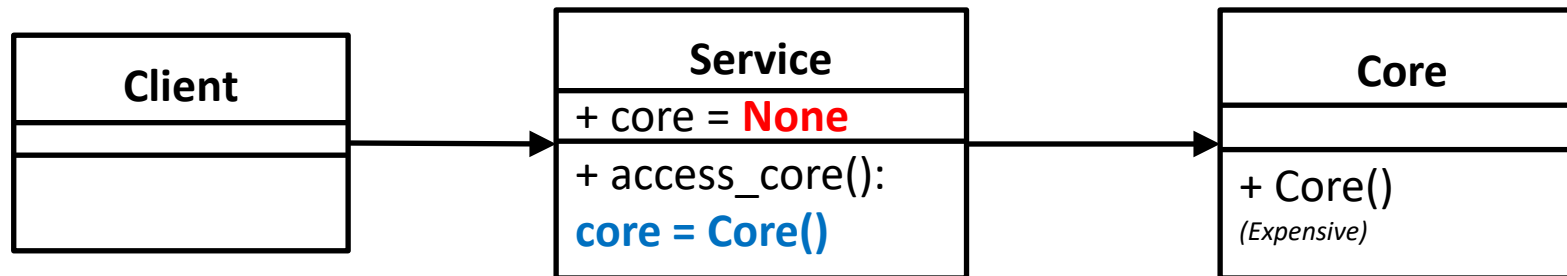 Client
Service
+ core = None
+ access_core():
core = Core()
Core
+ Core()
(Expensive)